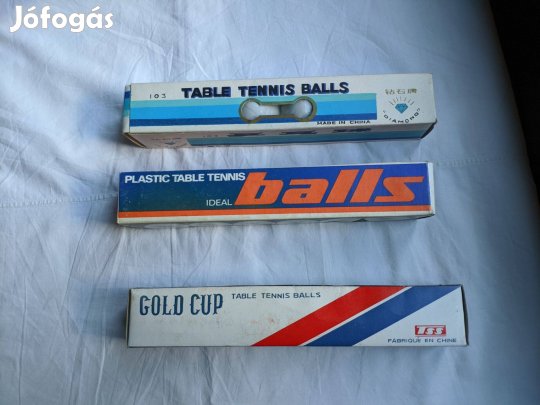 Jófogás
103 TABLE TENNIS BALLS
钻石牌
DIAMOND
MADE IN CHINA
PLASTIC TABLE TENNIS
IDEAL balls
GOLD CUP TABLE TENNIS BALLS
TSS
FABRIQUE EN CHINE